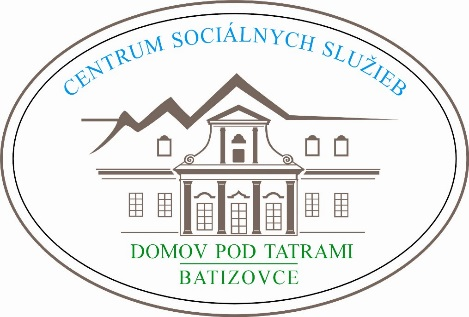 CENTRUM SOCIÁLNYCH SLUŽIEB
DOMOV POD TATRAMI
BATIZOVCE